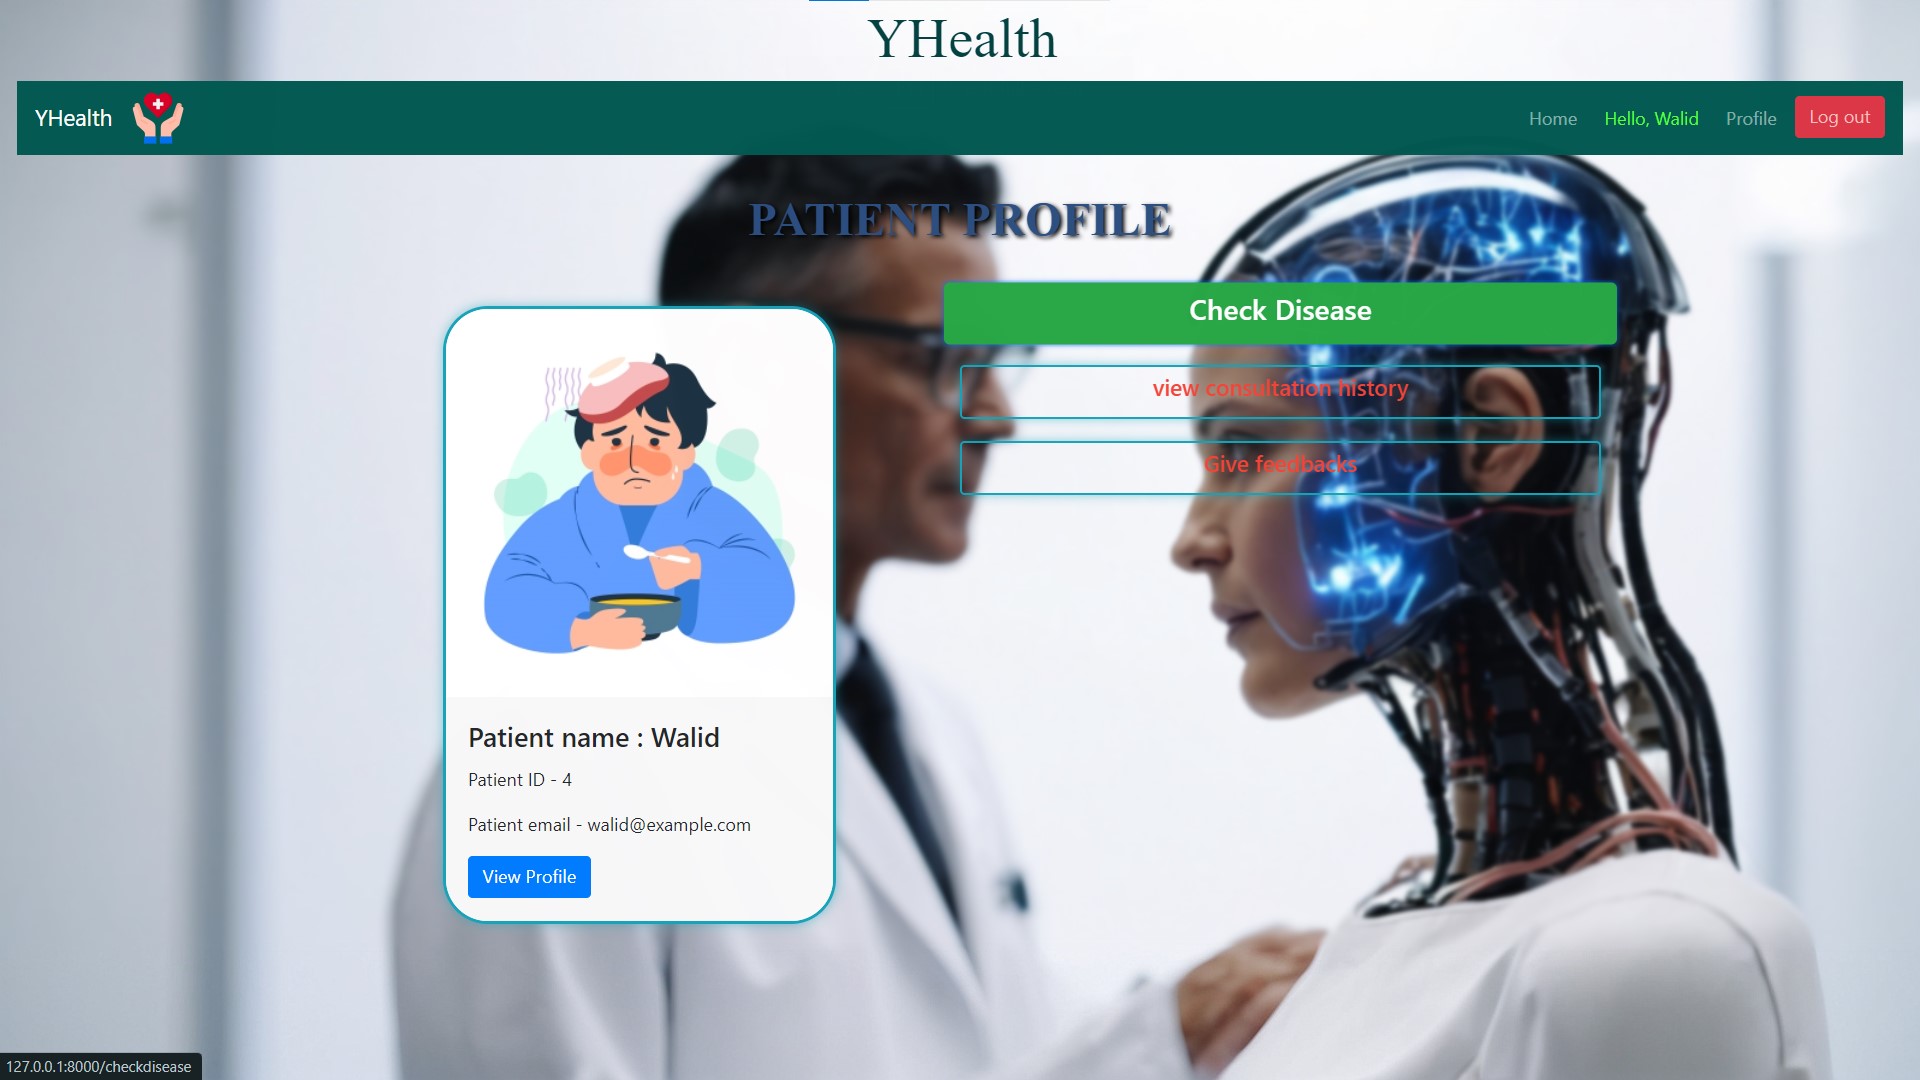 YHealth
YHealth
Home
Hello, Walid
Profile
Log out
PATIENT PROFILE
Check Disease
view consultation history
Give feedbacks
Patient name : Walid
Patient ID - 4
Patient email - walid@example.com
View Profile
127.0.0.1:8000/checkdisease